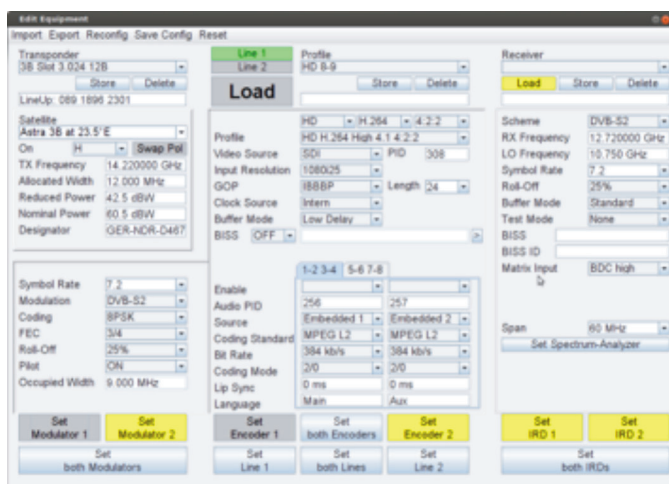 Edit Equipment
Import Export Reconfig Save Config Reset
Transponder
3B Slot 3.024 12B
Store Delete
LineUp: 089 1896 2301
Satellite
Astra 3B at 23.5°E
On H Swap Pol
TX Frequency 14.220000 GHz
Allocated Width 12.000 MHz
Reduced Power 42.5 dBW
Nominal Power 60.5 dBW
Designator GER-NDR-D467
Symbol Rate 7.2
Modulation DVB-S2
Coding 8PSK
FEC 3/4
Roll-Off 25%
Pilot ON
Occupied Width 9.000 MHz
Set Modulator 1
Set Modulator 2
Set both Modulators
Line 1
Line 2
Profile
HD 8-9
Load
Store Delete
HD H.264 4:2:2
Profile HD H.264 High 4.1 4:2:2
Video Source SDI PID 308
Input Resolution 1080i25
GOP IBBBP Length 24
Clock Source Intern
Buffer Mode Low Delay
BISS OFF >
1-2 3-4 5-6 7-8
Enable
Audio PID 256 257
Source Embedded 1 Embedded 2
Coding Standard MPEG L2 MPEG L2
Bit Rate 384 kb/s 384 kb/s
Coding Mode 2/0 2/0
Lip Sync 0 ms 0 ms
Language Main Aux
Set Encoder 1
Set both Encoders
Set Encoder 2
Set Line 1
Set both Lines
Set Line 2
Receiver
Load Store Delete
Scheme DVB-S2
RX Frequency 12.720000 GHz
LO Frequency 10.750 GHz
Symbol Rate 7.2
Roll-Off 25%
Buffer Mode Standard
Test Mode None
BISS
BISS ID
Matrix Input BDC high
Span 60 MHz
Set Spectrum-Analyzer
Set IRD 1
Set IRD 2
Set both IRDs